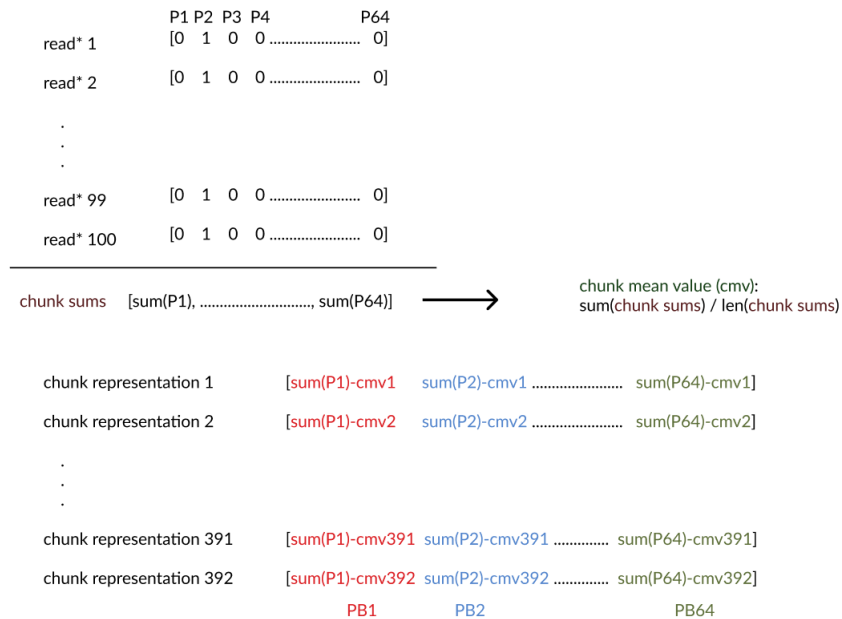 P1 P2 P3 P4 P64
read* 1 [0 1 0 0 ...................... 0]
read* 2 [0 1 0 0 ...................... 0]
.
.
.
read* 99 [0 1 0 0 ...................... 0]
read* 100 [0 1 0 0 ...................... 0]
chunk sums [sum(P1), ..........................., sum(P64)]
chunk mean value (cmv):
sum(chunk sums) / len(chunk sums)
chunk representation 1 [sum(P1)-cmv1 sum(P2)-cmv1 ...................... sum(P64)-cmv1]
chunk representation 2 [sum(P1)-cmv2 sum(P2)-cmv2 ...................... sum(P64)-cmv2]
.
.
.
chunk representation 391 [sum(P1)-cmv391 sum(P2)-cmv391 ............. sum(P64)-cmv391]
chunk representation 392 [sum(P1)-cmv392 sum(P2)-cmv392 ............. sum(P64)-cmv392]
PB1 PB2 PB64